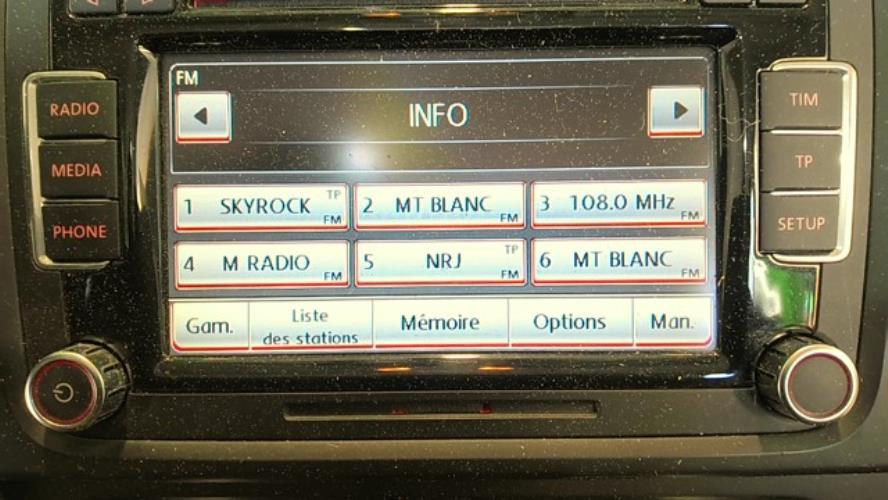 FM
INFO
RADIO
MEDIA
PHONE
TIM
TP
SETUP
1 SKYROCK TP FM
2 MT BLANC FM
3 108.0 MHz FM
4 M RADIO FM
5 NRJ TP FM
6 MT BLANC FM
Gam.
Liste
des stations
Mémoire
Options
Man.